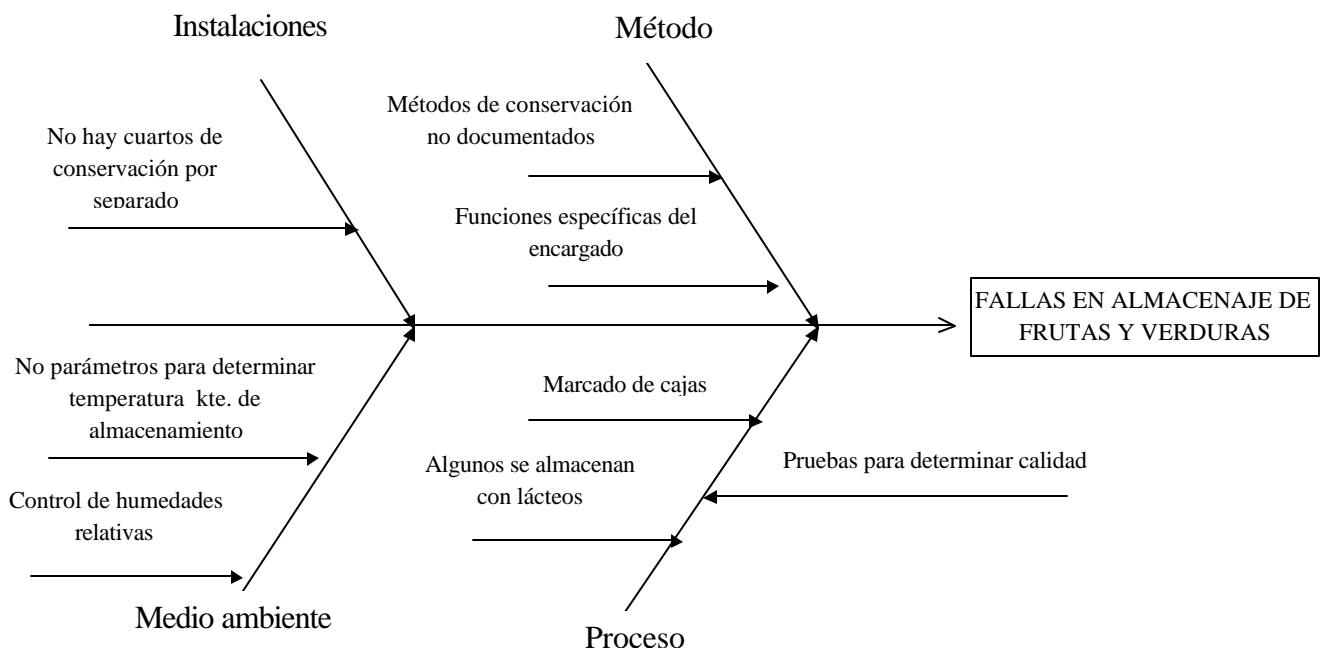 Instalaciones
Método
Métodos de conservación
no documentados
No hay cuartos de
conservación por
separado
Funciones específicas del
encargado
FALLAS EN ALMACENAJE DE
FRUTAS Y VERDURAS
No parámetros para determinar
temperatura kte. de
almacenamiento
Marcado de cajas
Algunos se almacenan
con lácteos
Pruebas para determinar calidad
Control de humedades
relativas
Medio ambiente
Proceso